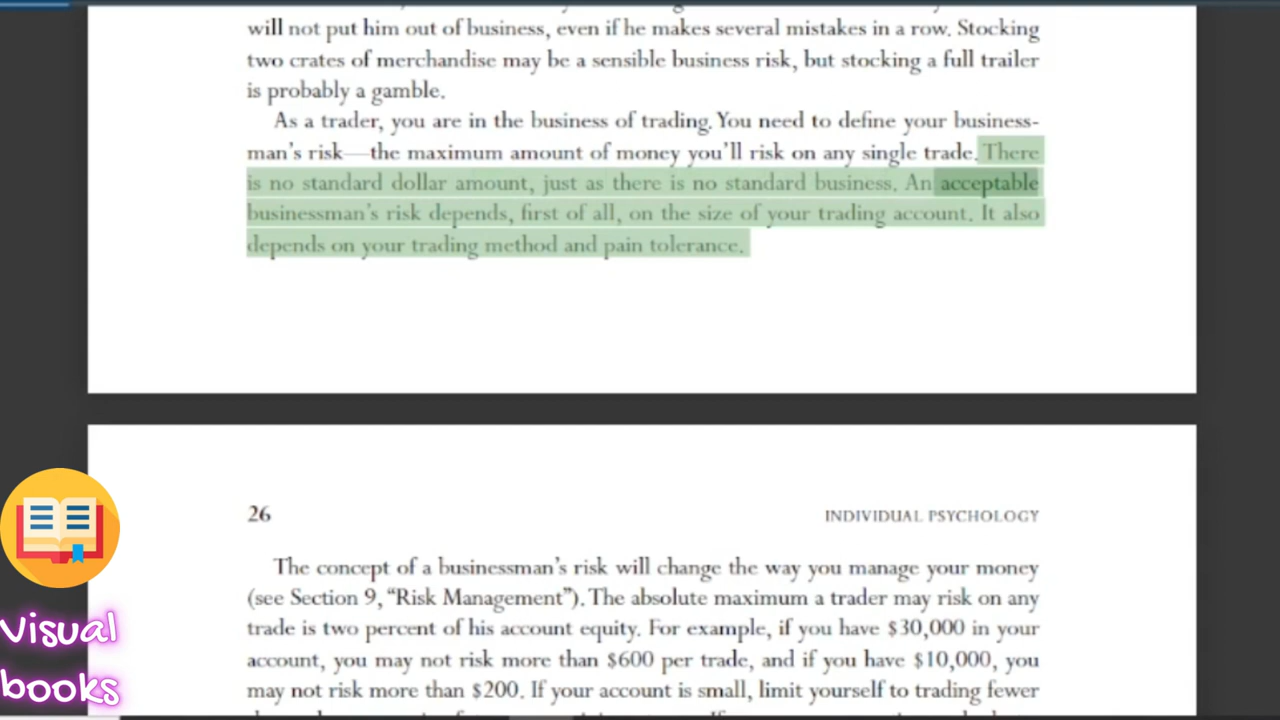 will not put him out of business, even if he makes several mistakes in a row. Stocking
two crates of merchandise may be a sensible business risk, but stocking a full trailer
is probably a gamble.
As a trader, you are in the business of trading. You need to define your business-
man's risk—the maximum amount of money you'll risk on any single trade. There
is no standard dollar amount, just as there is no standard business. An acceptable
businessman's risk depends, first of all, on the size of your trading account. It also
depends on your trading method and pain tolerance.
26 INDIVIDUAL PSYCHOLOGY
The concept of a businessman's risk will change the way you manage your money
(see Section 9, “Risk Management”). The absolute maximum a trader may risk on any
trade is two percent of his account equity. For example, if you have $30,000 in your
account, you may not risk more than $600 per trade, and if you have $10,000, you
may not risk more than $200. If your account is small, limit yourself to trading fewer
Visual
books